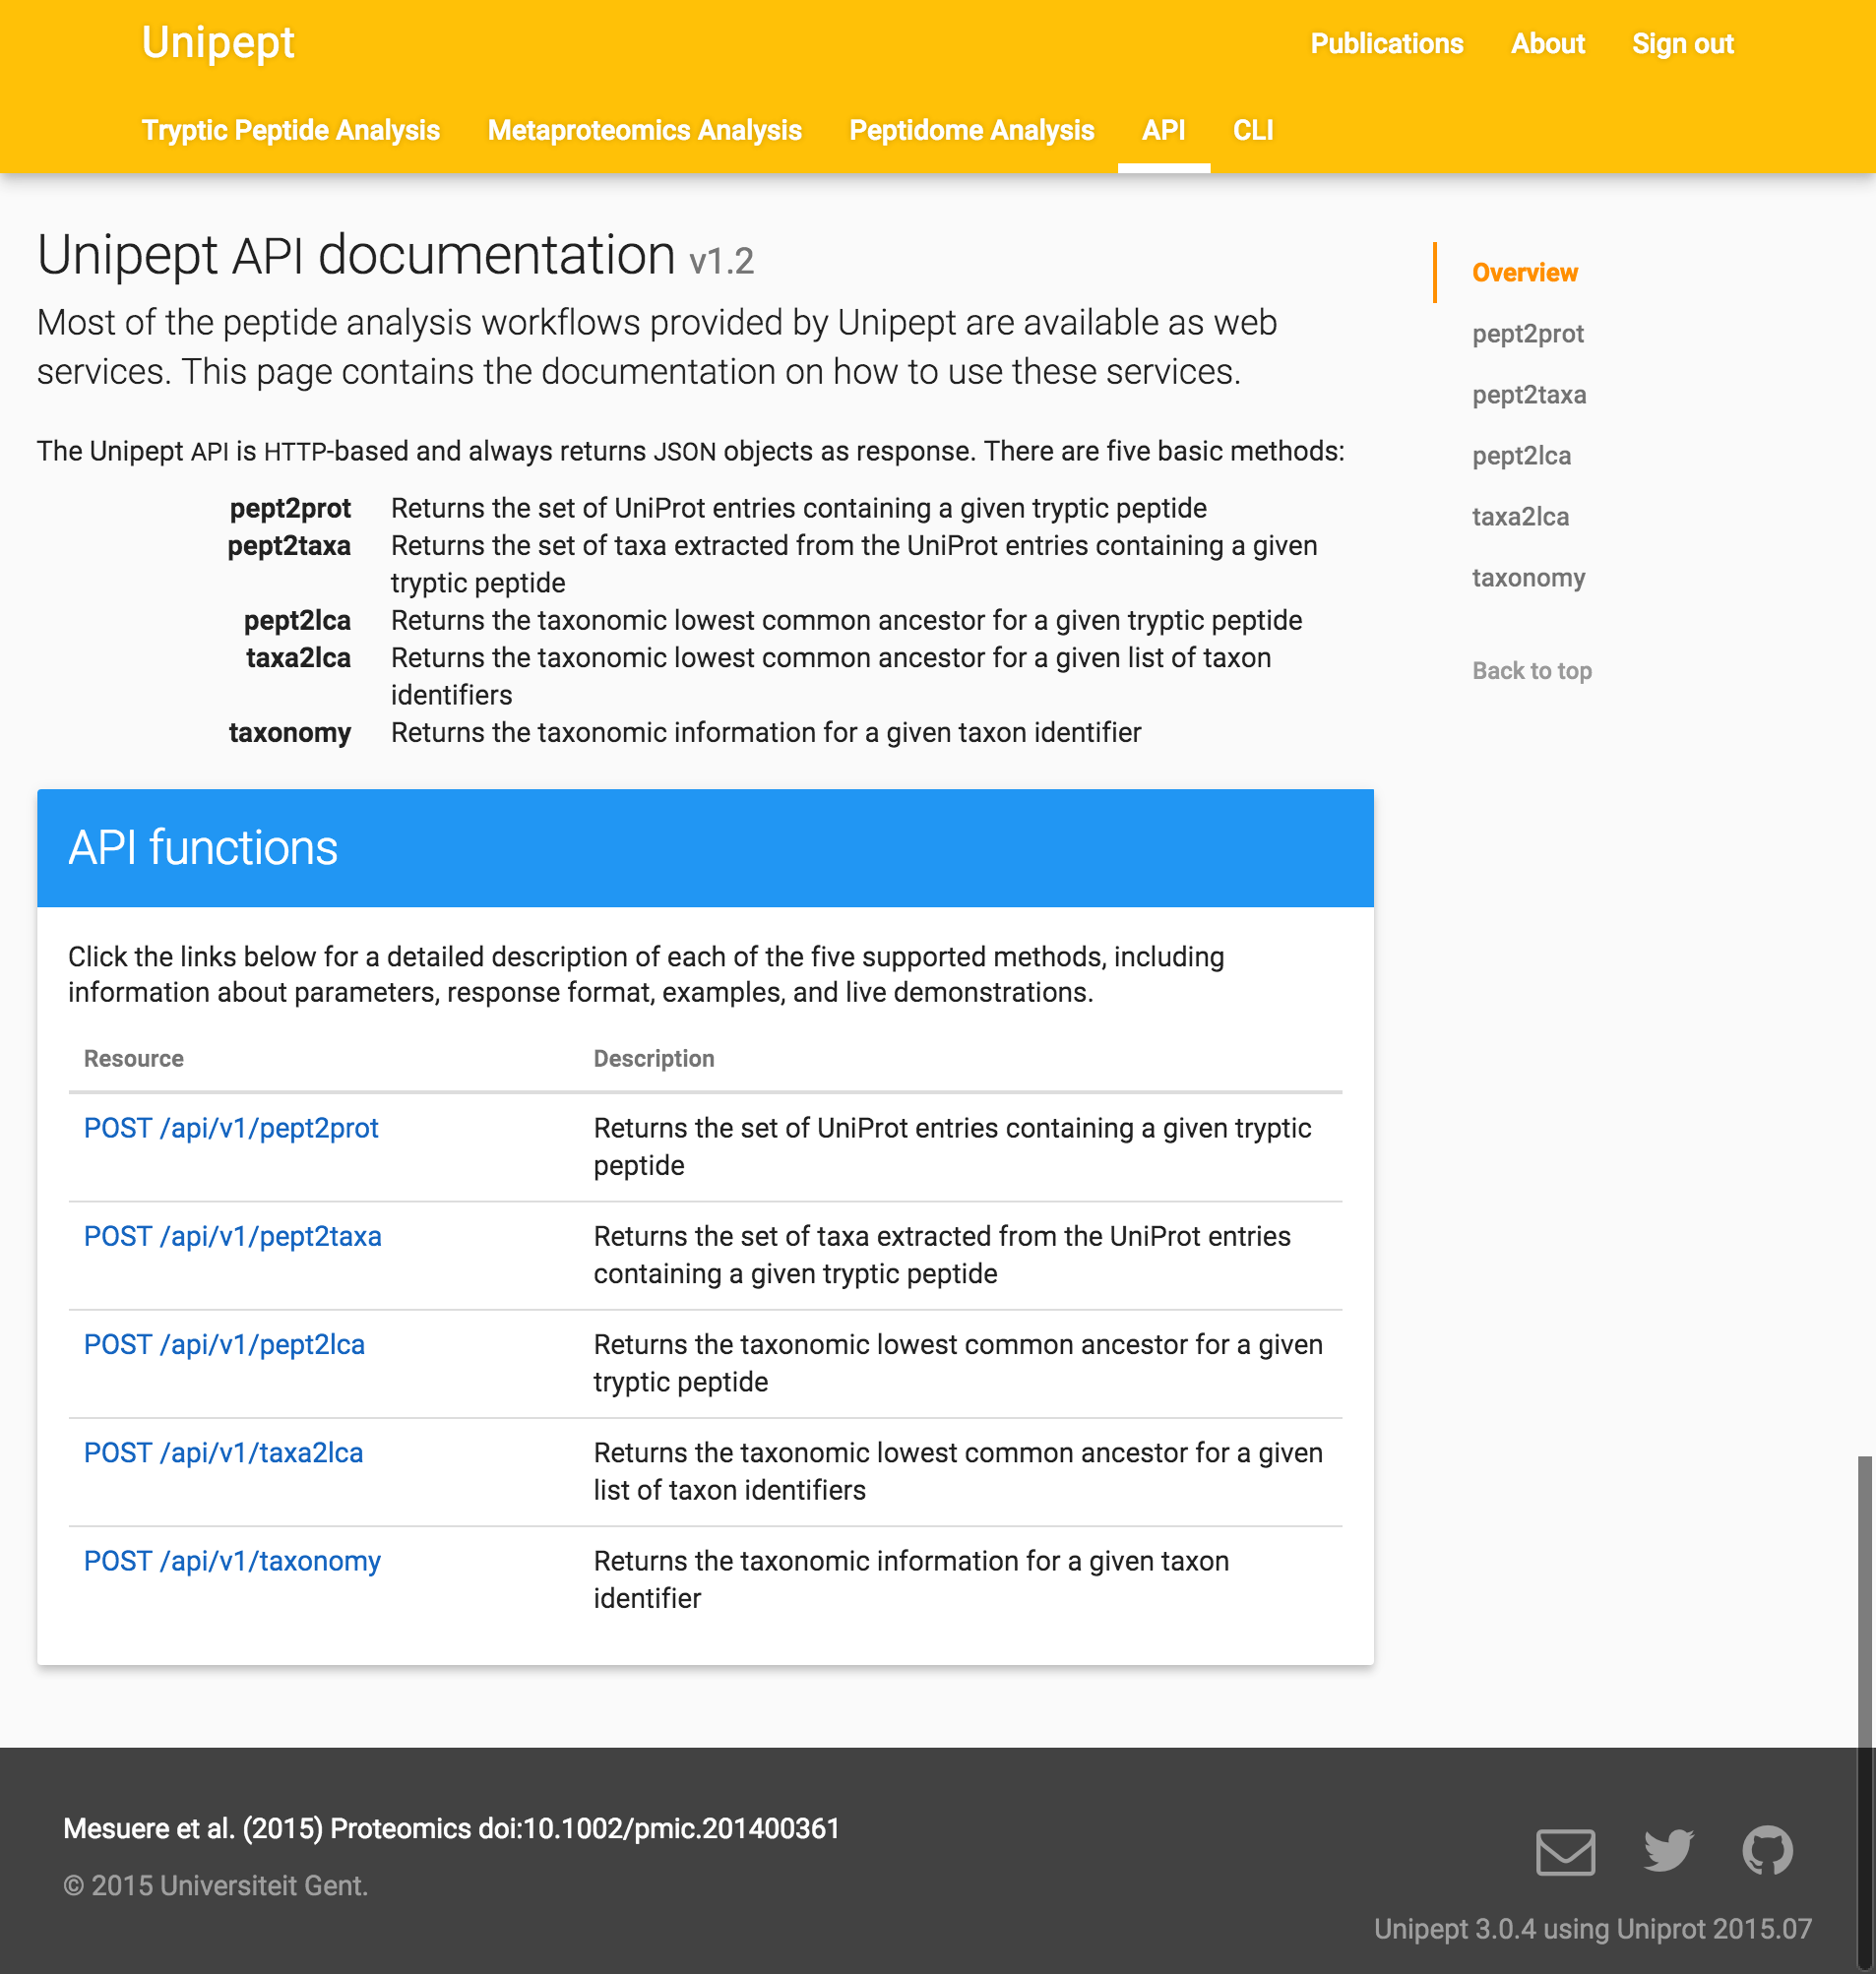 Unipept
Publications About Sign out
Tryptic Peptide Analysis Metaproteomics Analysis Peptidome Analysis API CLI
Unipept API documentation v1.2
Most of the peptide analysis workflows provided by Unipept are available as web
services. This page contains the documentation on how to use these services.
The Unipept API is HTTP-based and always returns JSON objects as response. There are five basic methods:
pept2prot Returns the set of UniProt entries containing a given tryptic peptide
pept2taxa Returns the set of taxa extracted from the UniProt entries containing a given
tryptic peptide
pept2lca Returns the taxonomic lowest common ancestor for a given tryptic peptide
taxa2lca Returns the taxonomic lowest common ancestor for a given list of taxon
identifiers
taxonomy Returns the taxonomic information for a given taxon identifier
Overview
pept2prot
pept2taxa
pept2lca
taxa2lca
taxonomy
Back to top
API functions
Click the links below for a detailed description of each of the five supported methods, including
information about parameters, response format, examples, and live demonstrations.
Resource Description
POST /api/v1/pept2prot Returns the set of UniProt entries containing a given tryptic
peptide
POST /api/v1/pept2taxa Returns the set of taxa extracted from the UniProt entries
containing a given tryptic peptide
POST /api/v1/pept2lca Returns the taxonomic lowest common ancestor for a given
tryptic peptide
POST /api/v1/taxa2lca Returns the taxonomic lowest common ancestor for a given
list of taxon identifiers
POST /api/v1/taxonomy Returns the taxonomic information for a given taxon
identifier
Mesuere et al. (2015) Proteomics doi:10.1002/pmic.201400361
© 2015 Universiteit Gent.
Unipept 3.0.4 using Uniprot 2015.07